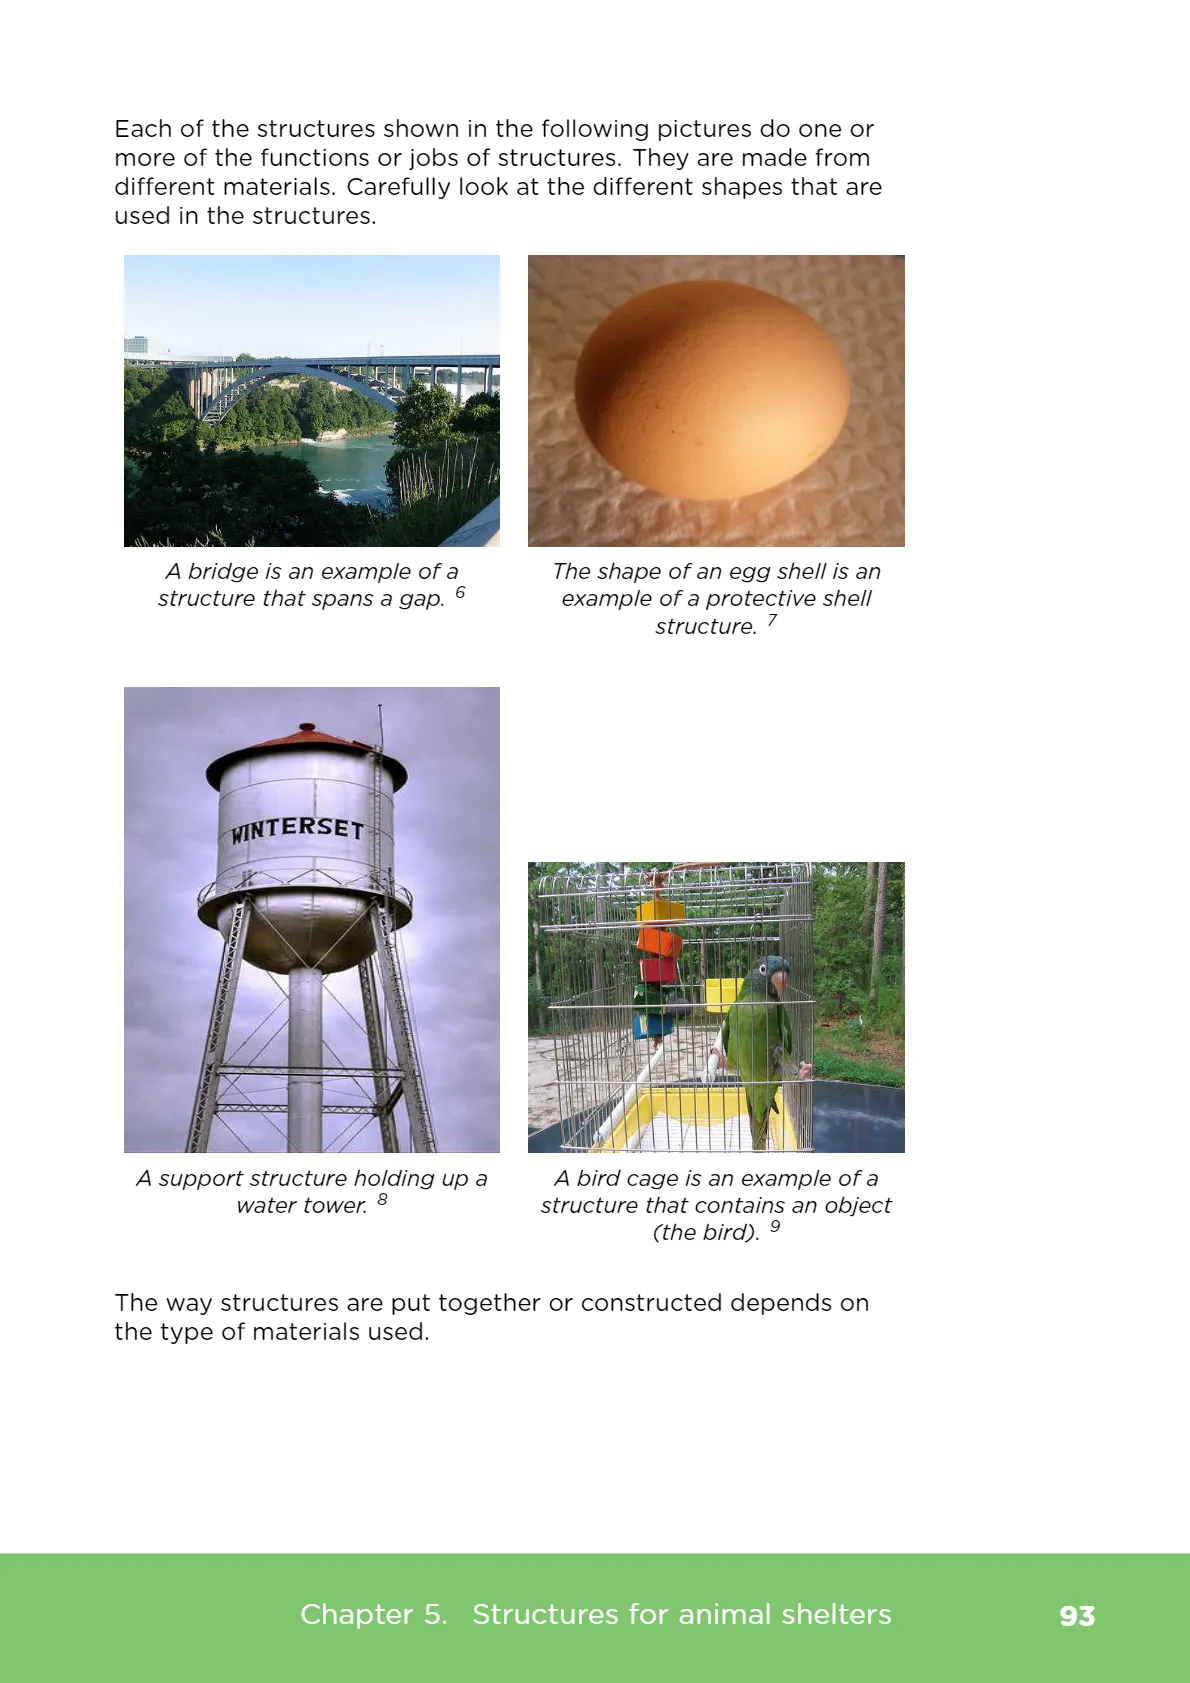 Each of the structures shown in the following pictures do one or
more of the functions or jobs of structures. They are made from
different materials. Carefully look at the different shapes that are
used in the structures.
A bridge is an example of a
structure that spans a gap. 6
The shape of an egg shell is an
example of a protective shell
structure. 7
WINTERSET
A support structure holding up a
water tower. 8
A bird cage is an example of a
structure that contains an object
(the bird). 9
The way structures are put together or constructed depends on
the type of materials used.
Chapter 5. Structures for animal shelters 93